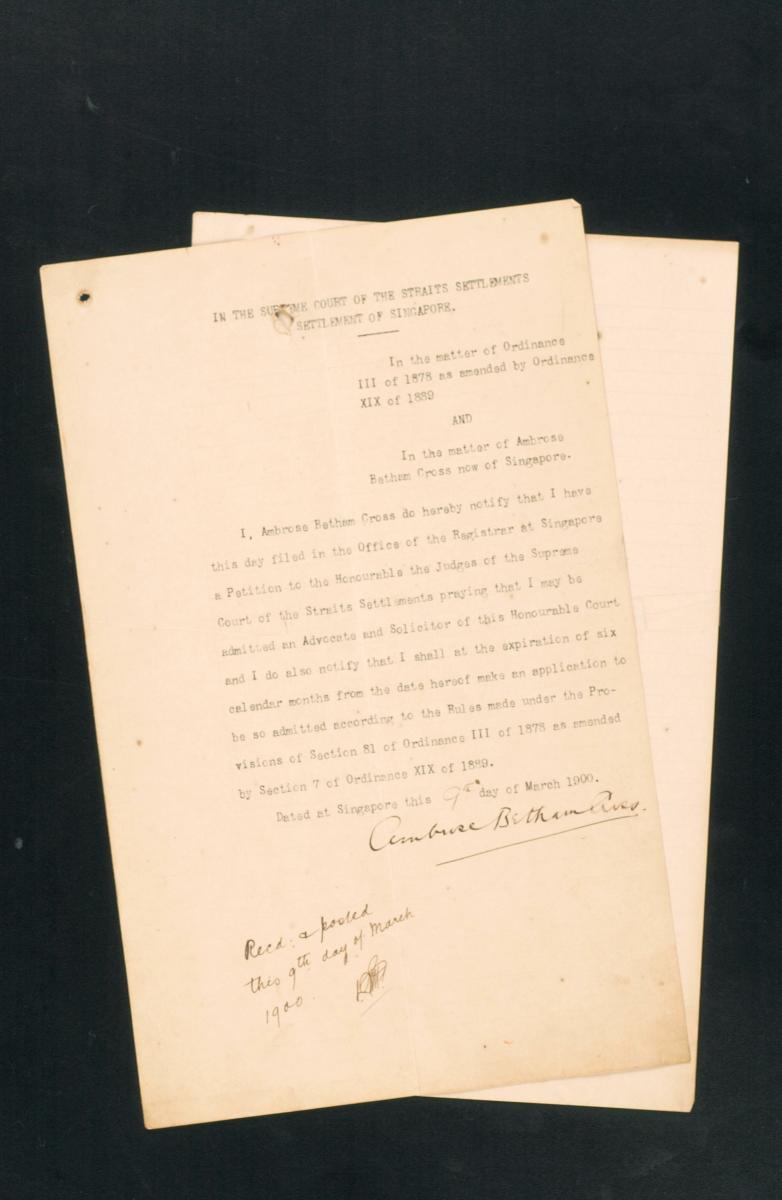 IN THE SUPREME COURT OF THE STRAITS SETTLEMENTS
SETTLEMENT OF SINGAPORE.
In the matter of Ordinance
III of 1878 as amended by Ordinance
XIX of 1889
AND
In the matter of Ambrose
Betham Cross now of Singapore.
I, Ambrose Betham Cross do hereby notify that I have
this day filed in the Office of the Registrar at Singapore
a Petition to the Honourable the Judges of the Supreme
Court of the Straits Settlements praying that I may be
admitted an Advocate and Solicitor of this Honourable Court
and I do also notify that I shall at the expiration of six
calendar months from the date hereof make an application to
be so admitted according to the Rules made under the Pro-
visions of Section 81 of Ordinance III of 1878 as amended
by Section 7 of Ordinance XIX of 1889.
Dated at Singapore this 9th day of March 1900.
Ambrose Betham Cross.
Recd: & posted
this 9th day of March
1900.